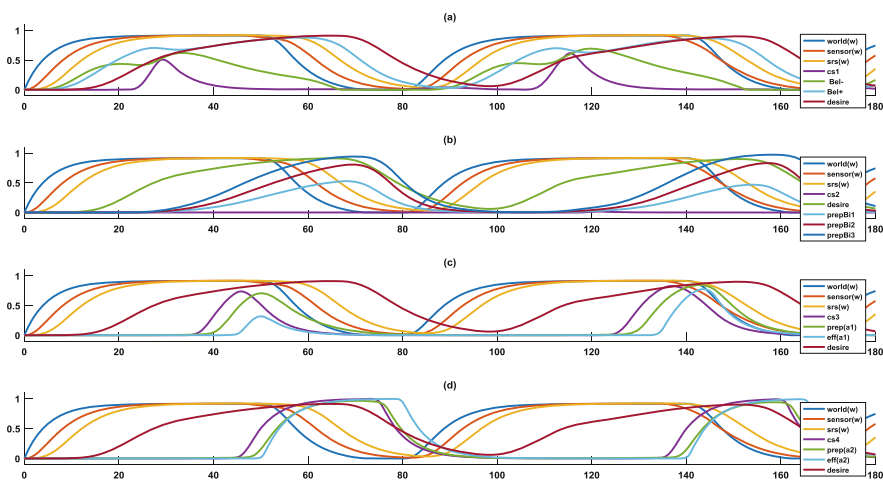 (a)
1
0.5
0
world(w)
sensor(w)
srs(w)
cs1
Bel-
Bel+
desire
0 20 40 60 80 100 120 140 160 180
(b)
1
0.5
0
world(w)
sensor(w)
srs(w)
cs2
desire
prepBi1
prepBi2
prepBi3
0 20 40 60 80 100 120 140 160 180
(c)
1
0.5
0
world(w)
sensor(w)
srs(w)
cs3
prep(a1)
eff(a1)
desire
0 20 40 60 80 100 120 140 160 180
(d)
1
0.5
0
world(w)
sensor(w)
srs(w)
cs4
prep(a2)
eff(a2)
desire
0 20 40 60 80 100 120 140 160 180